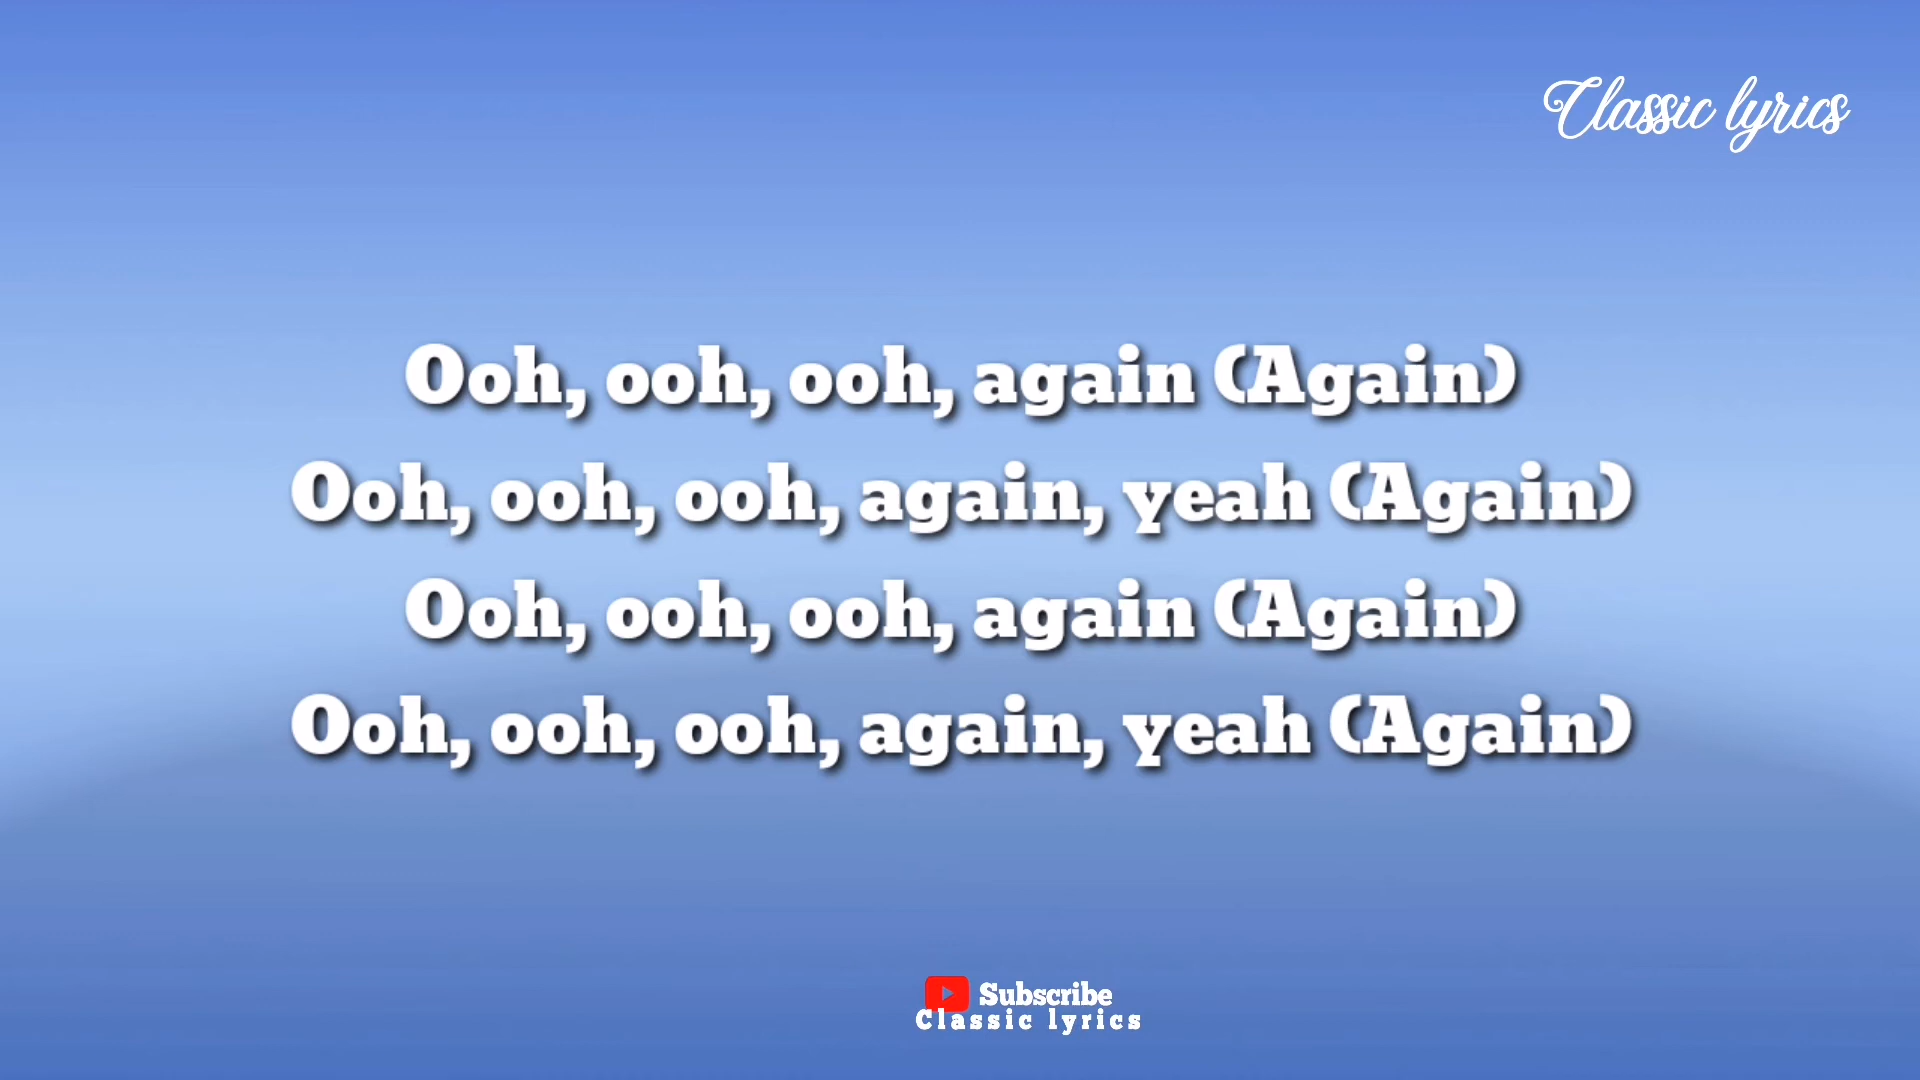 Classic lyrics
Ooh, ooh, ooh, again (Again)
Ooh, ooh, ooh, again, yeah (Again)
Ooh, ooh, ooh, again (Again)
Ooh, ooh, ooh, again, yeah (Again)
Subscribe
Classic lyrics